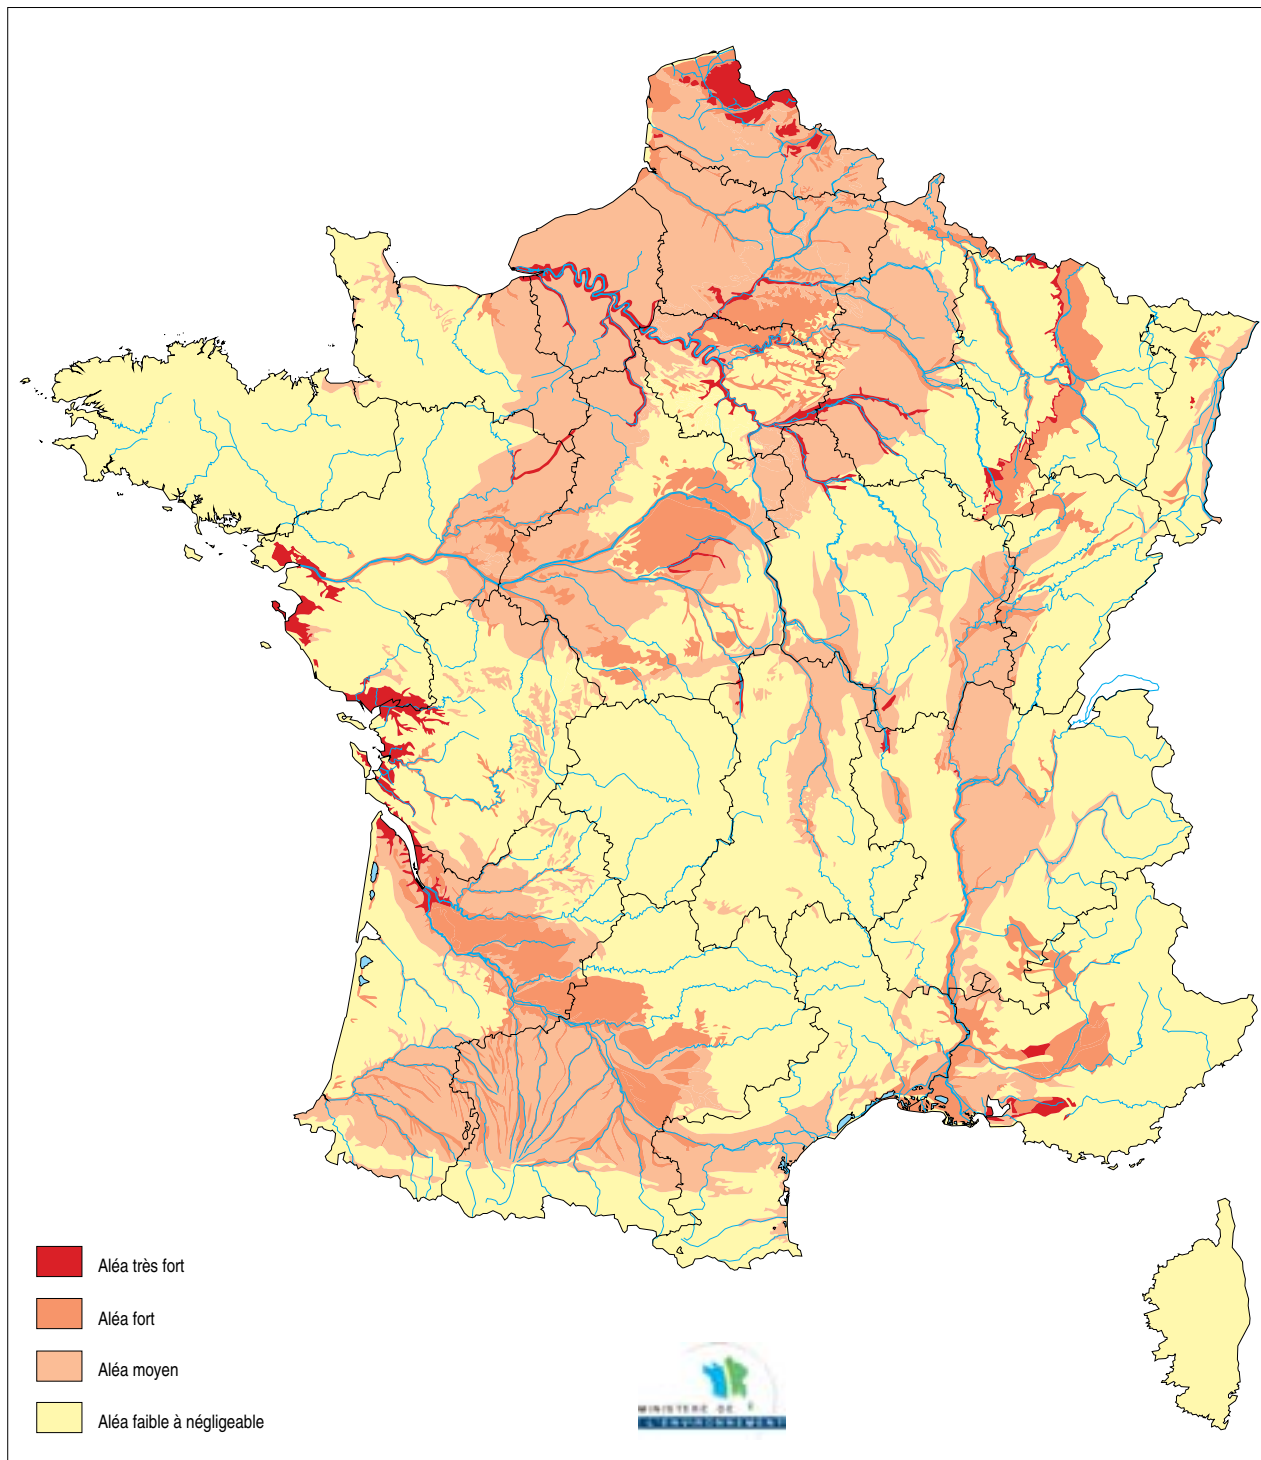 Aléa très fort
Aléa fort
Aléa moyen
Aléa faible à négligeable
MINISTERE DE
L'ENVIRONNEMENT